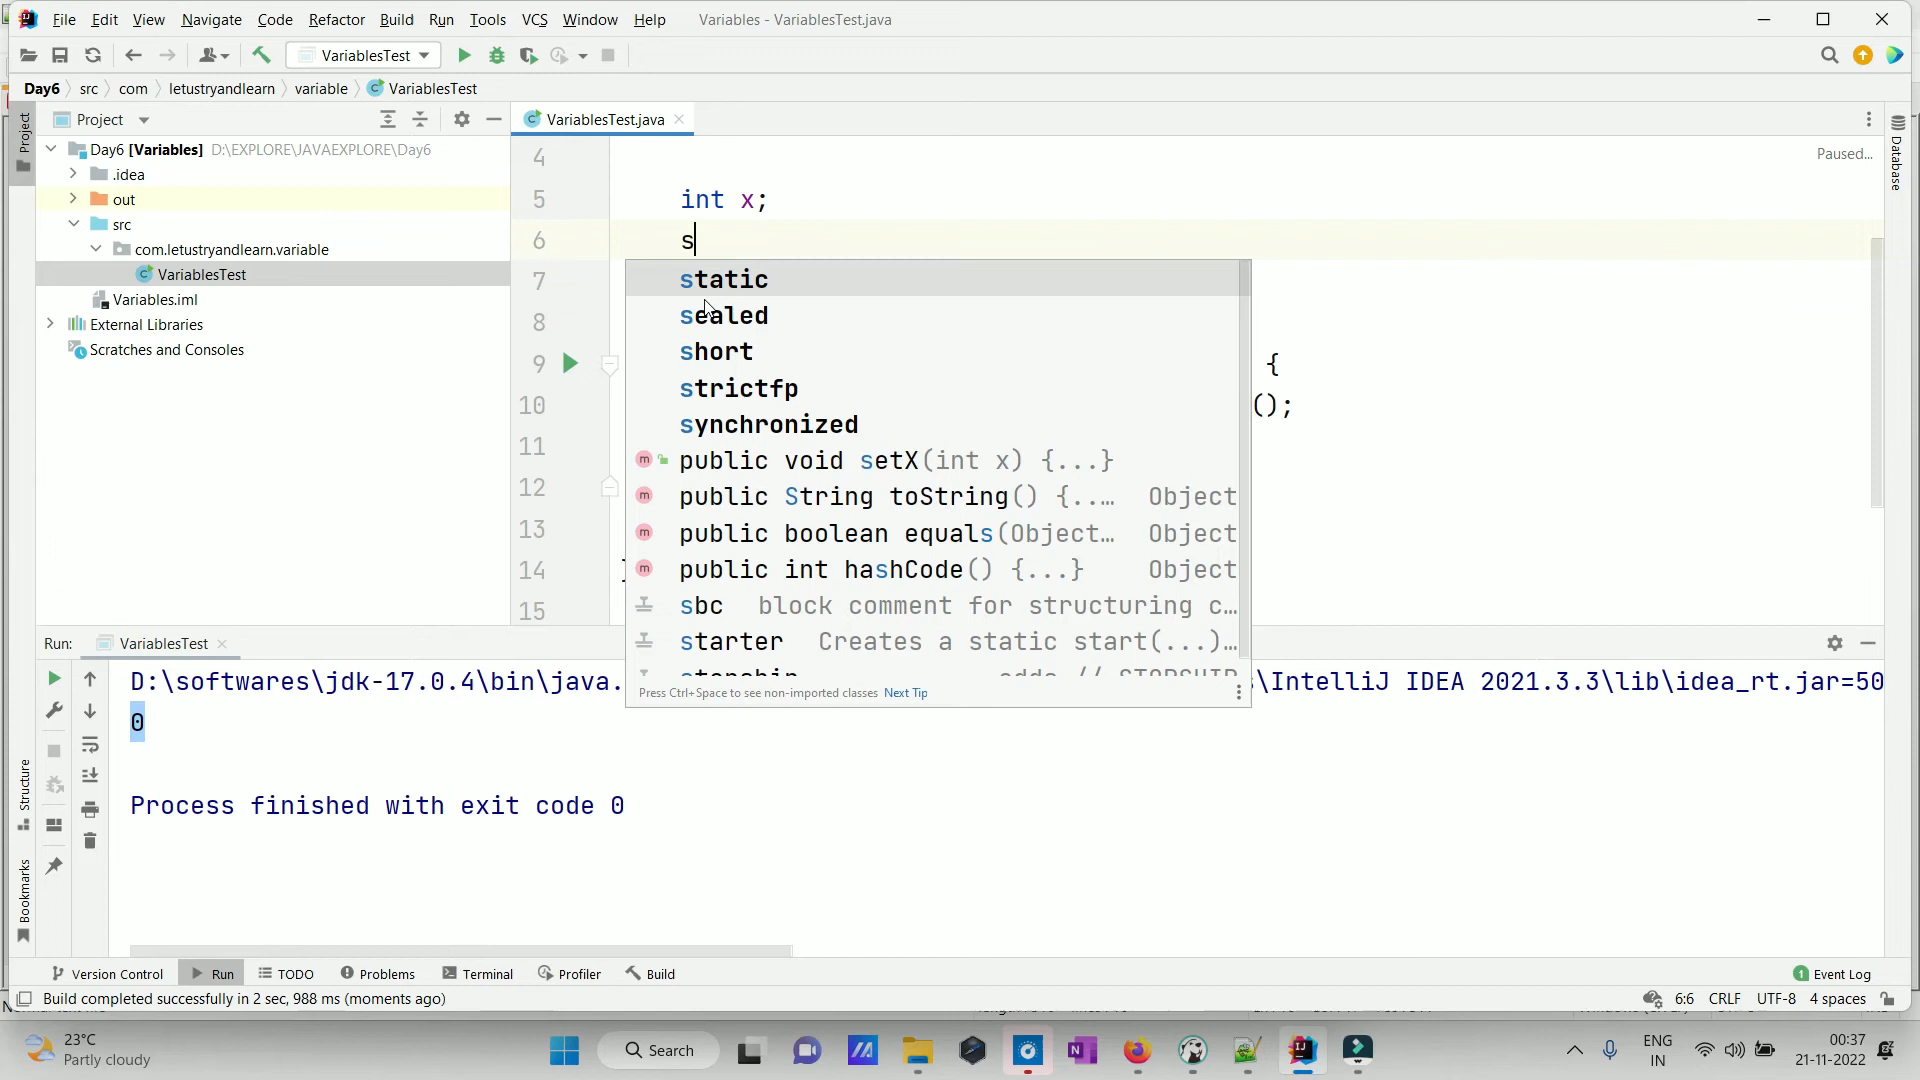 File Edit View Navigate Code Refactor Build Run Tools VCS Window Help Variables - VariablesTest.java
VariablesTest
Day6 src com letustryandlearn variable VariablesTest
Project
VariablesTest.java
Project
Day6 [Variables] D:\EXPLORE\JAVAEXPLORE\Day6
.idea
out
src
com.letustryandlearn.variable
VariablesTest
Variables.iml
External Libraries
Scratches and Consoles
Structure
Bookmarks
Database
Paused...
4
5 int x;
6 s
7
8
9 {
10 ();
11
12
13
14
15
static
sealed
short
strictfp
synchronized
public void setX(int x) {...}
public String toString() {.... Object
public boolean equals(Object... Object
public int hashCode() {...} Object
sbc block comment for structuring c...
starter Creates a static start(...)...
Press Ctrl+Space to see non-imported classes Next Tip
Run: VariablesTest
D:\softwares\jdk-17.0.4\bin\java. \IntelliJ IDEA 2021.3.3\lib\idea_rt.jar=50
0
Process finished with exit code 0
Version Control Run TODO Problems Terminal Profiler Build 1 Event Log
Build completed successfully in 2 sec, 988 ms (moments ago) 6:6 CRLF UTF-8 4 spaces
23°C
Partly cloudy
Search
ENG
IN
00:37
21-11-2022